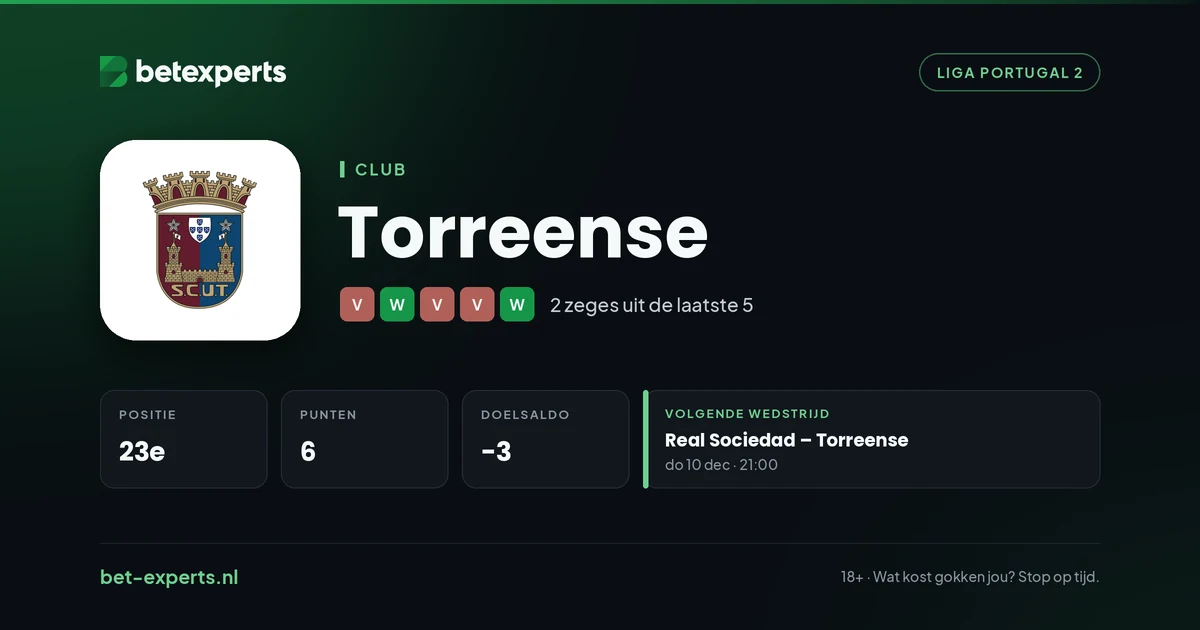 betexperts
LIGA PORTUGAL 2
CLUB
Torreense
V W V V W 2 zeges uit de laatste 5
SCUT
POSITIE
23e
PUNTEN
6
DOELSALDO
-3
VOLGENDE WEDSTRIJD
Real Sociedad – Torreense
do 10 dec · 21:00
bet-experts.nl
18+ · Wat kost gokken jou? Stop op tijd.